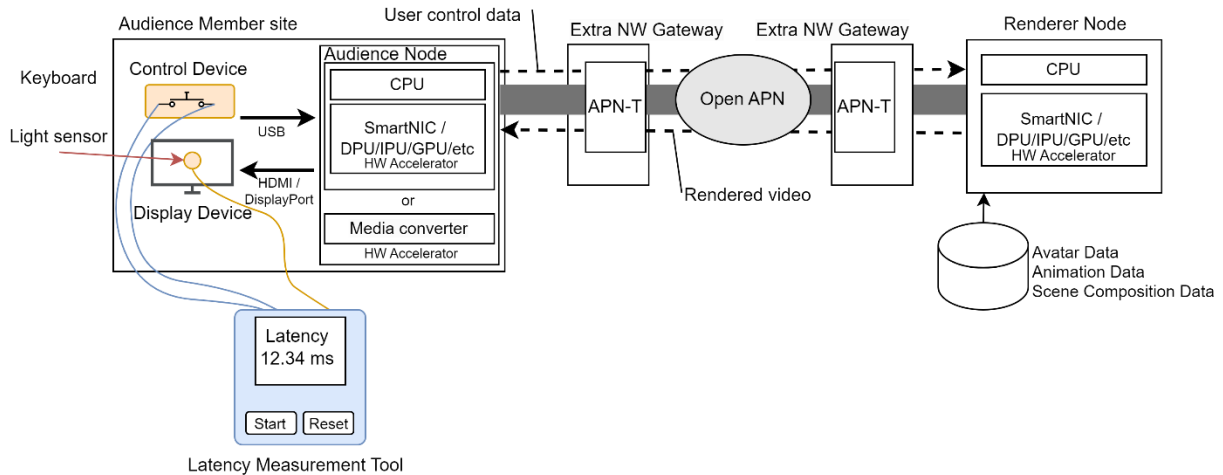 Audience Member site
User control data
Extra NW Gateway
Extra NW Gateway
Renderer Node
Keyboard
Control Device
Audience Node
CPU
USB
SmartNIC /
DPU/IPU/GPU/etc
HW Accelerator
Light sensor
HDMI /
DisplayPort
Display Device
or
Media converter
HW Accelerator
APN-T
Open APN
APN-T
CPU
SmartNIC /
DPU/IPU/GPU/etc
HW Accelerator
Rendered video
Avatar Data
Animation Data
Scene Composition Data
Latency
12.34 ms
Start
Reset
Latency Measurement Tool